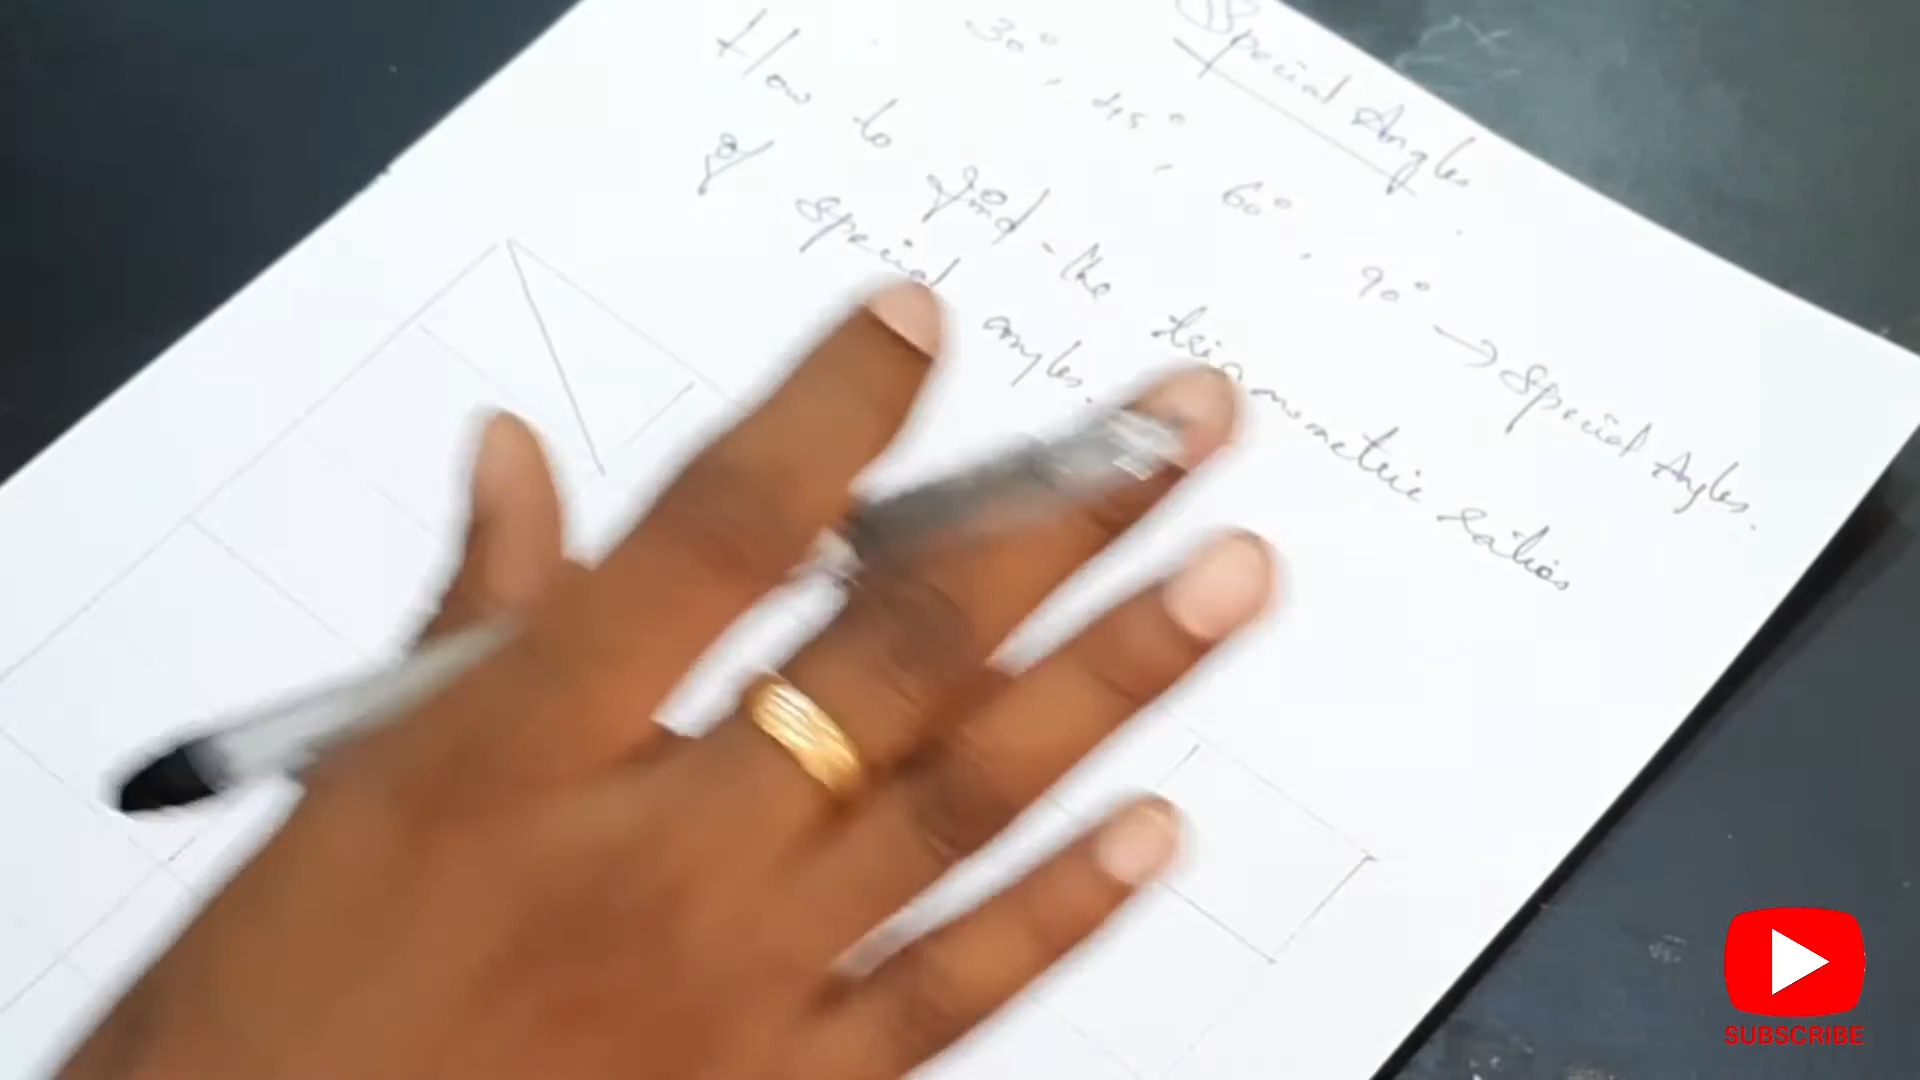 Special Angles
30°, 45°, 60°, 90° → Special Angles.
How to find the trigonometric ratios
of special angles.
SUBSCRIBE